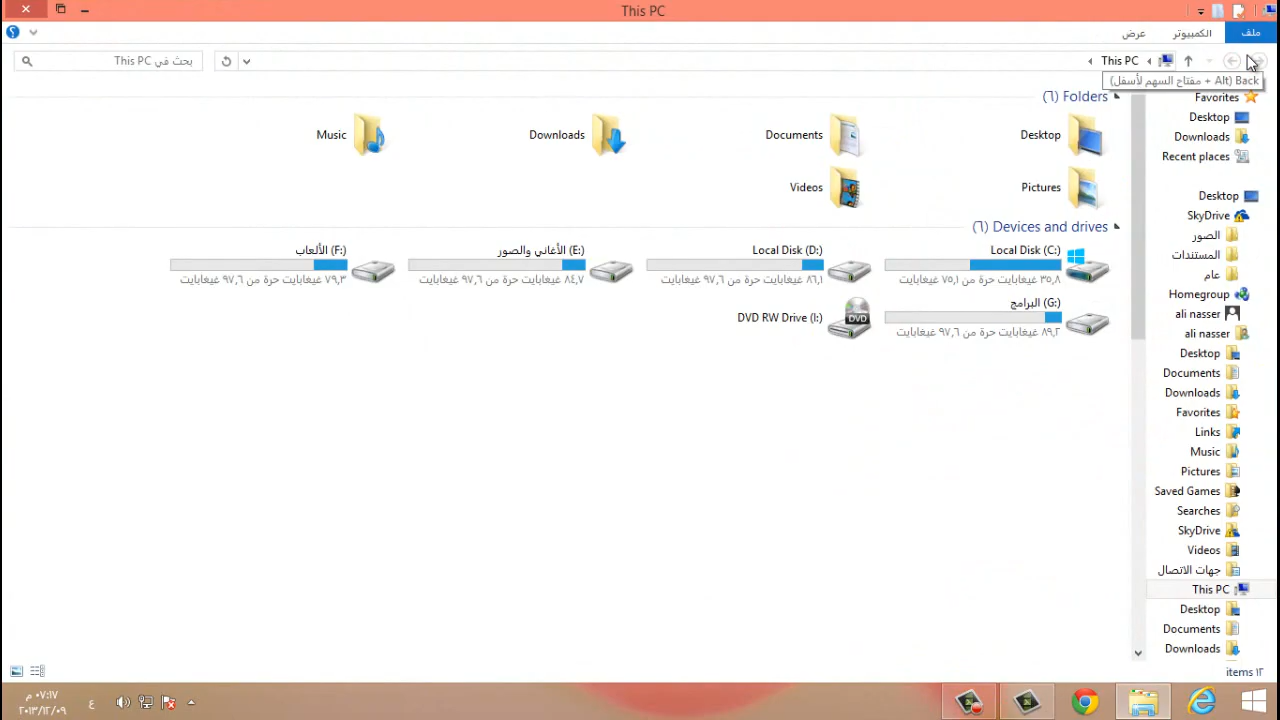 This PC
ملف
الكمبيوتر
عرض
This PC
بحث في This PC
Back (Alt + مفتاح السهم لأسفل)
Favorites
Desktop
Downloads
Recent places
Desktop
SkyDrive
الصور
المستندات
عام
Homegroup
ali nasser
ali nasser
Desktop
Documents
Downloads
Favorites
Links
Music
Pictures
Saved Games
Searches
SkyDrive
Videos
جهات الاتصال
This PC
Desktop
Documents
Downloads
Folders (٦)
Desktop
Documents
Downloads
Music
Pictures
Videos
Devices and drives (٦)
Local Disk (C:)
٣٥,٨ غيغابايت حرة من ٧٥,١ غيغابايت
Local Disk (D:)
٨٦,١ غيغابايت حرة من ٩٧,٦ غيغابايت
الأغاني والصور (E:)
٨٤,٧ غيغابايت حرة من ٩٧,٦ غيغابايت
الألعاب (F:)
٧٩,٣ غيغابايت حرة من ٩٧,٦ غيغابايت
البرامج (G:)
٨٩,٢ غيغابايت حرة من ٩٧,٦ غيغابايت
DVD RW Drive (I:)
DVD
١٢ items
ع
٠٧:١٧ م
٢٠١٣/١٢/٠٩